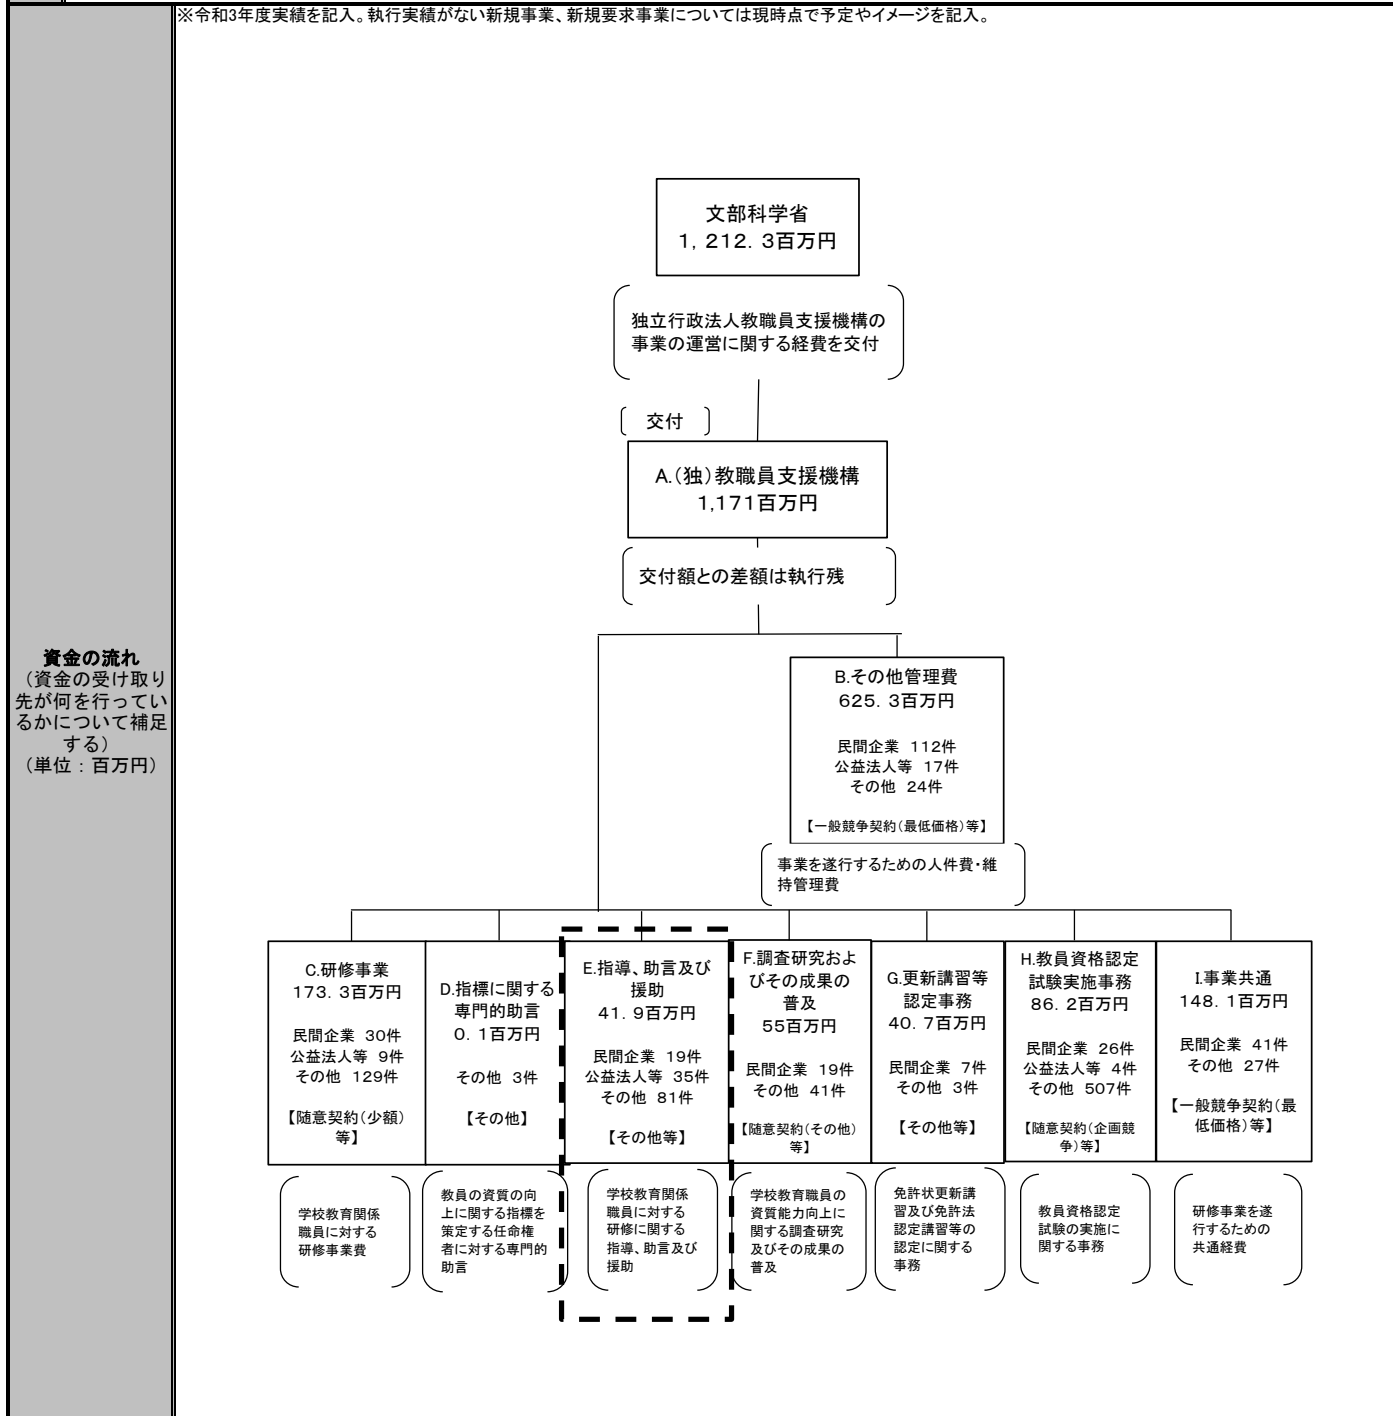 ※令和3年度実績を記入。執行実績がない新規事業、新規要求事業については現時点で予定やイメージを記入。
資金の流れ
（資金の受け取り
先が何を行ってい
るかについて補足
する）
（単位：百万円）
文部科学省
1，212．3百万円
独立行政法人教職員支援機構の
事業の運営に関する経費を交付
交付
A.（独）教職員支援機構
1,171百万円
交付額との差額は執行残
B.その他管理費
625．3百万円
民間企業 112件
公益法人等 17件
その他 24件
【一般競争契約（最低価格）等】
事業を遂行するための人件費・維
持管理費
C.研修事業
173．3百万円
民間企業 30件
公益法人等 9件
その他 129件
【随意契約（少額）
等】
学校教育関係
職員に対する
研修事業費
D.指標に関する
専門的助言
0．1百万円
その他 3件
【その他】
教員の資質の向
上に関する指標を
策定する任命権
者に対する専門的
助言
E.指導、助言及び
援助
41．9百万円
民間企業 19件
公益法人等 35件
その他 81件
【その他等】
学校教育関係
職員に対する
研修に関する
指導、助言及び
援助
F.調査研究およ
びその成果の
普及
55百万円
民間企業 19件
その他 41件
【随意契約（その他）
等】
学校教育職員の
資質能力向上に
関する調査研究
及びその成果の
普及
G.更新講習等
認定事務
40．7百万円
民間企業 7件
その他 3件
【その他等】
免許状更新講
習及び免許法
認定講習等の
認定に関する
事務
H.教員資格認定
試験実施事務
86．2百万円
民間企業 26件
公益法人等 4件
その他 507件
【随意契約（企画競
争）等】
教員資格認定
試験の実施に
関する事務
I.事業共通
148．1百万円
民間企業 41件
その他 27件
【一般競争契約（最
低価格）等】
研修事業を遂
行するための
共通経費